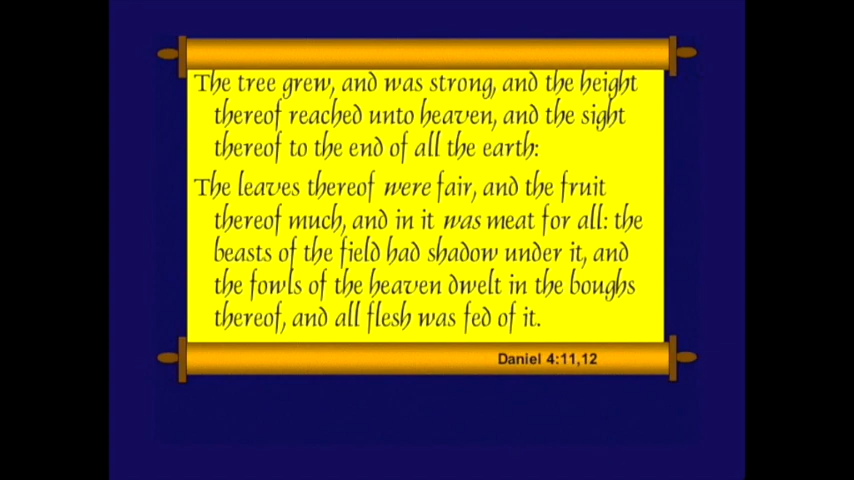 The tree grew, and was strong, and the height
thereof reached unto heaven, and the sight
thereof to the end of all the earth:
The leaves thereof were fair, and the fruit
thereof much, and in it was meat for all: the
beasts of the field had shadow under it, and
the fowls of the heaven dwelt in the boughs
thereof, and all flesh was fed of it.
Daniel 4:11,12